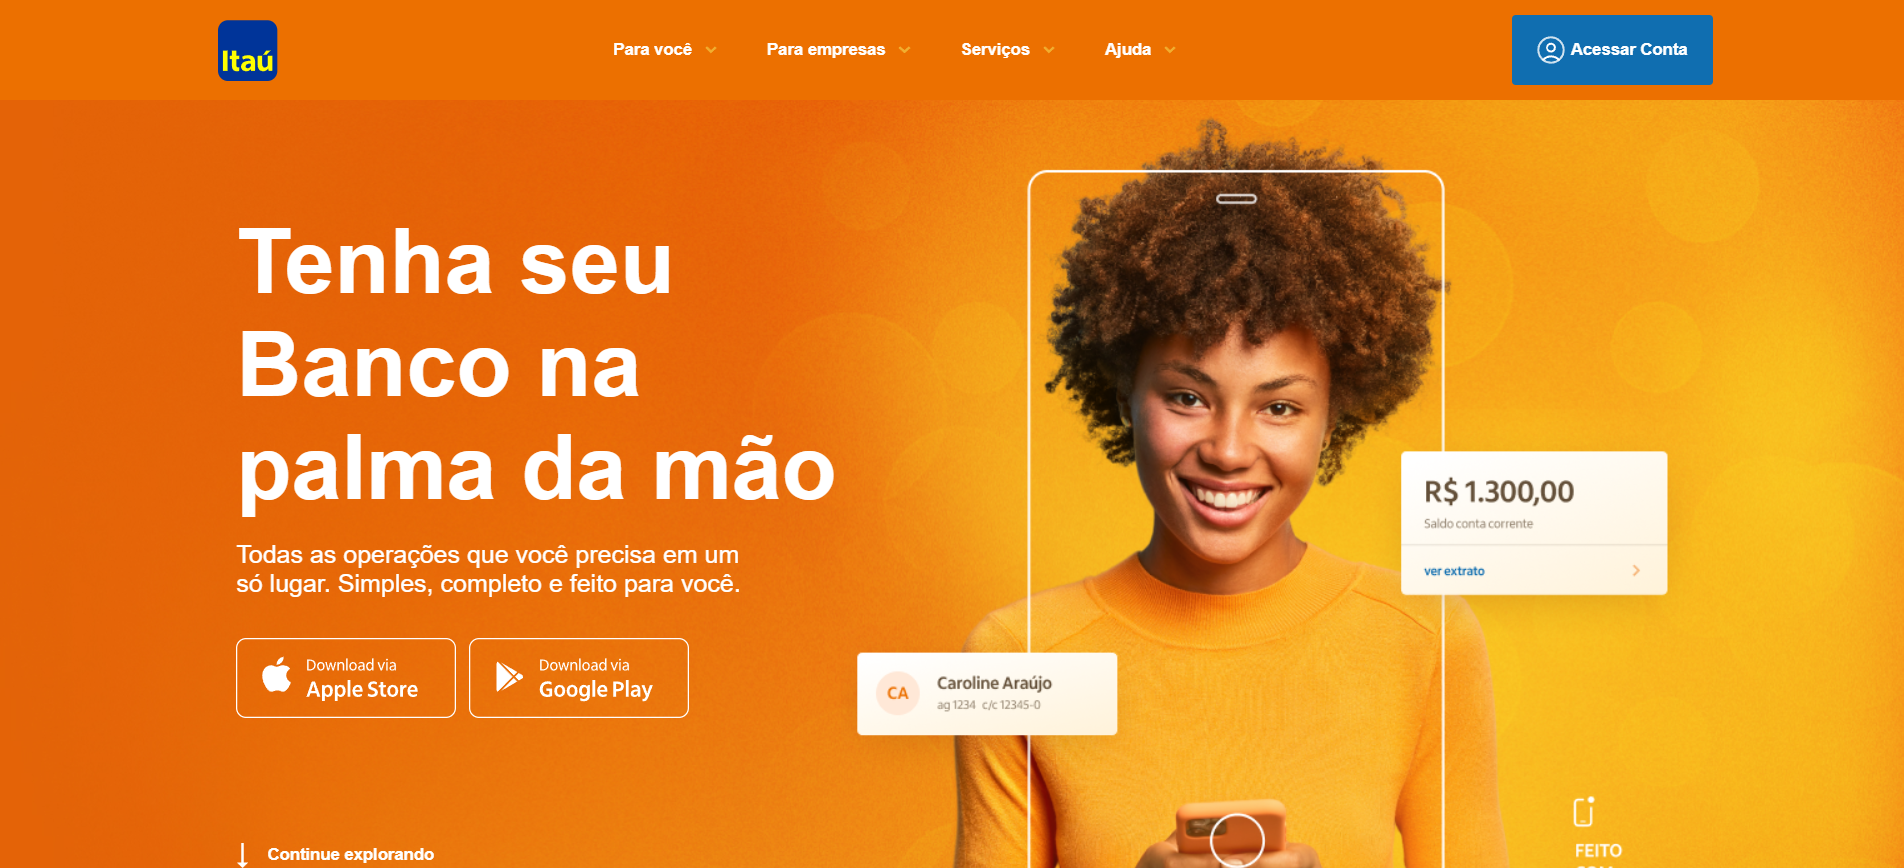 Itaú
Para você
Para empresas
Serviços
Ajuda
Acessar Conta
Tenha seu
Banco na
palma da mão
Todas as operações que você precisa em um
só lugar. Simples, completo e feito para você.
Download via
Apple Store
Download via
Google Play
R$ 1.300,00
Saldo conta corrente
ver extrato
CA
Caroline Araújo
ag 1234 c/c 12345-0
Continue explorando
FEITO